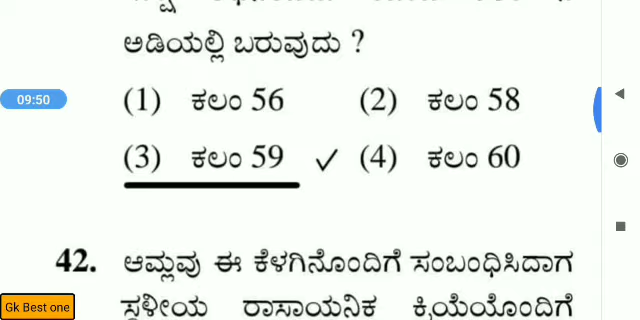 ಅಡಿಯಲ್ಲಿ ಬರುವುದು ?
09:50
(1) ಕಲಂ 56 (2) ಕಲಂ 58
(3) ಕಲಂ 59 ✓ (4) ಕಲಂ 60
42. ಆಮ್ಲವು ಈ ಕೆಳಗಿನೊಂದಿಗೆ ಸಂಬಂಧಿಸಿದಾಗ
Gk Best one ಸ್ಥಳೀಯ ರಾಸಾಯನಿಕ ಕ್ರಿಯೆಯೊಂದಿಗೆ